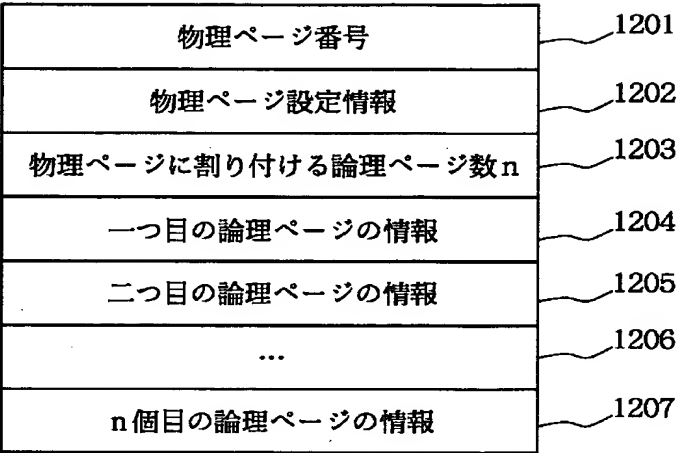 物理ページ番号 1201
物理ページ設定情報 1202
物理ページに割り付ける論理ページ数n 1203
一つ目の論理ページの情報 1204
二つ目の論理ページの情報 1205
… 1206
n個目の論理ページの情報 1207